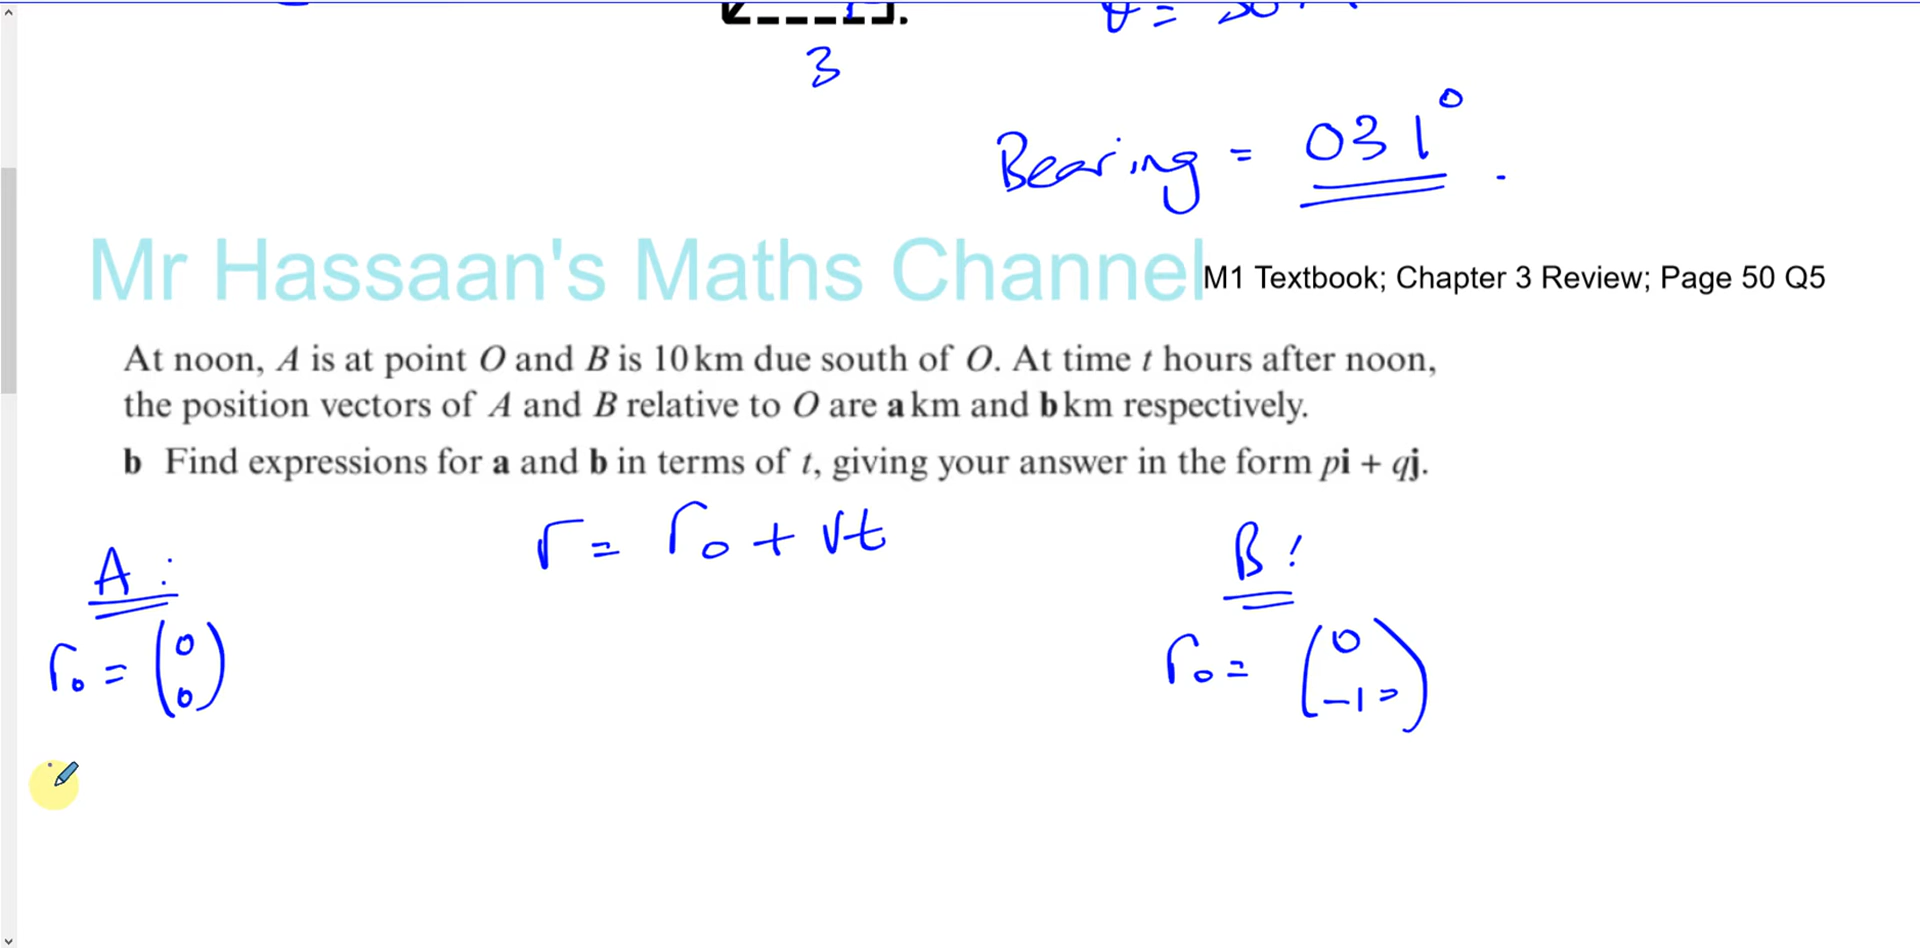 3
Bearing = 031°.
Mr Hassaan's Maths Channel
M1 Textbook; Chapter 3 Review; Page 50 Q5
At noon, A is at point O and B is 10 km due south of O. At time t hours after noon,
the position vectors of A and B relative to O are a km and b km respectively.
b Find expressions for a and b in terms of t, giving your answer in the form pi + qj.
r = r₀ + vt
A:
B:
r₀ = (0
0)
r₀ = (0
-10)